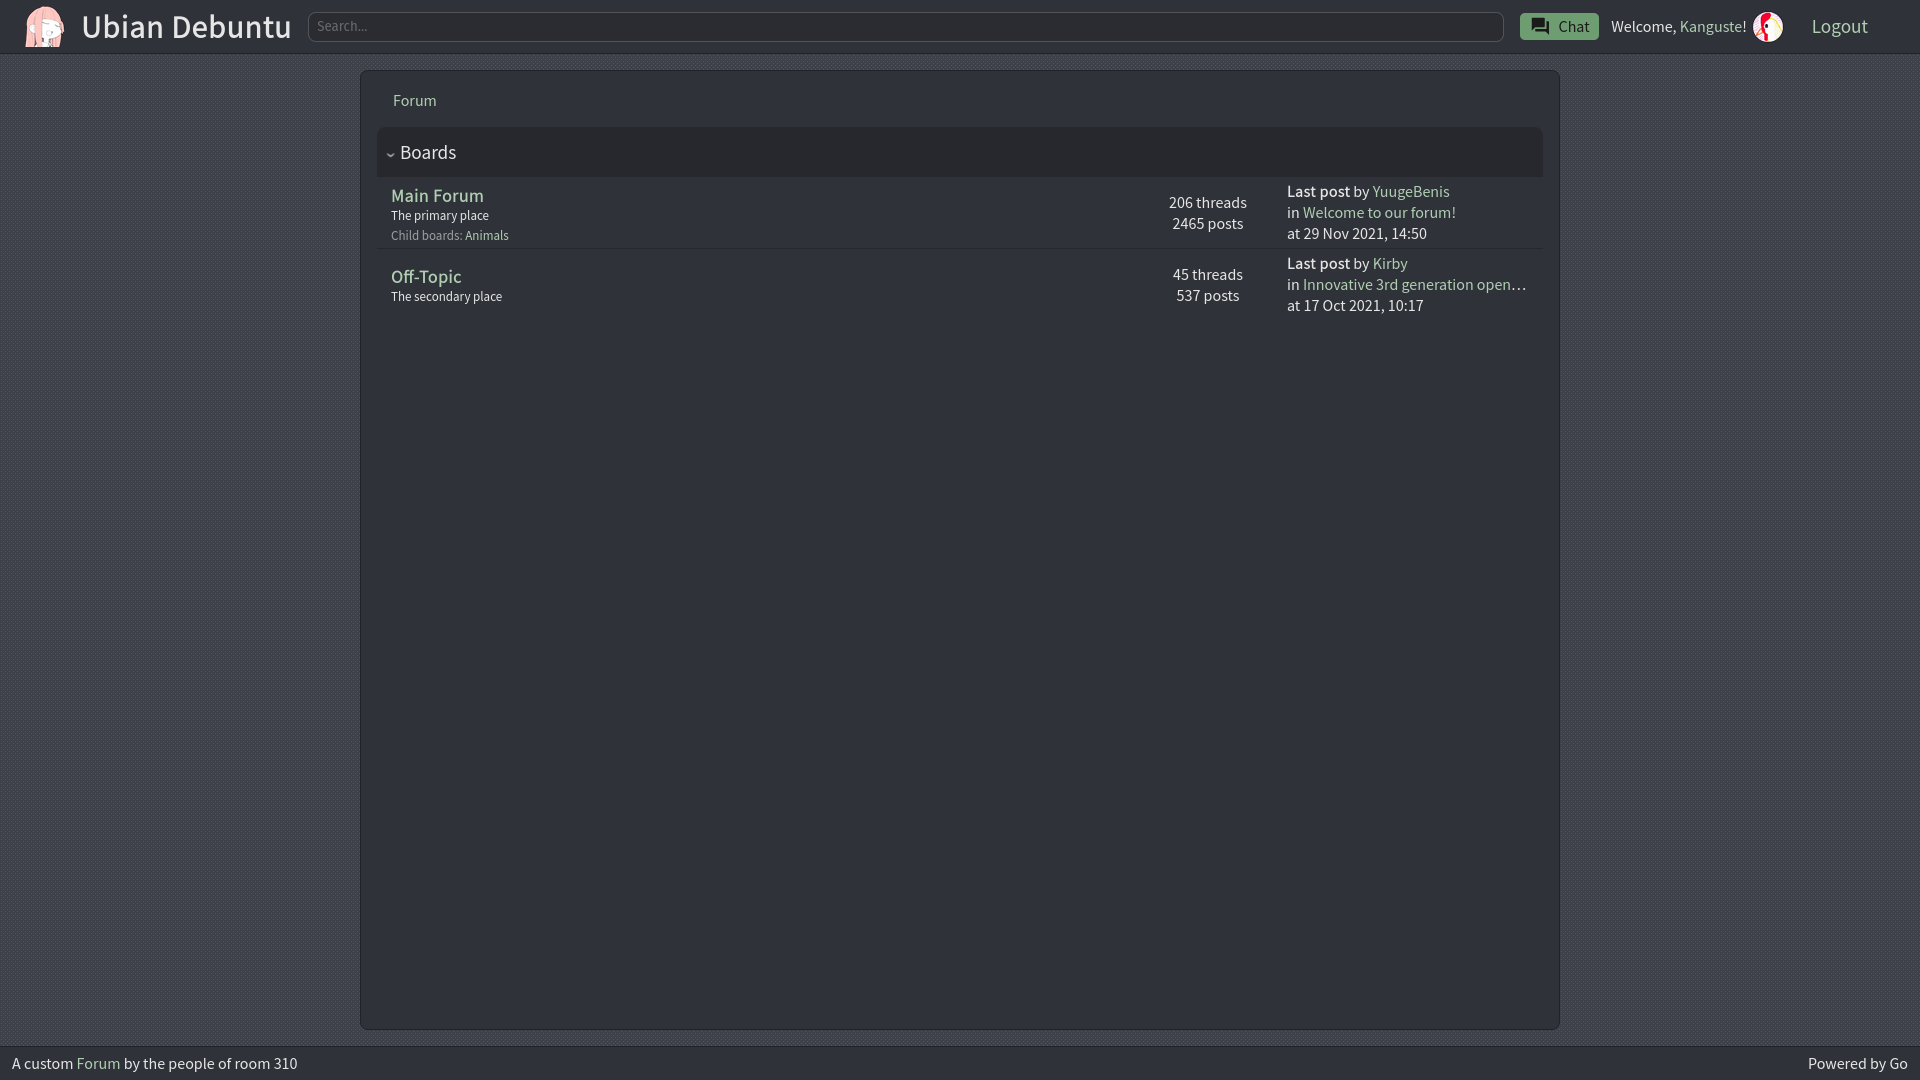 Ubian Debuntu
Search...
Chat
Welcome, Kanguste!
Logout
Forum
Boards
Main Forum
The primary place
Child boards: Animals
206 threads
2465 posts
Last post by YuugeBenis
in Welcome to our forum!
at 29 Nov 2021, 14:50
Off-Topic
The secondary place
45 threads
537 posts
Last post by Kirby
in Innovative 3rd generation open…
at 17 Oct 2021, 10:17
A custom Forum by the people of room 310
Powered by Go